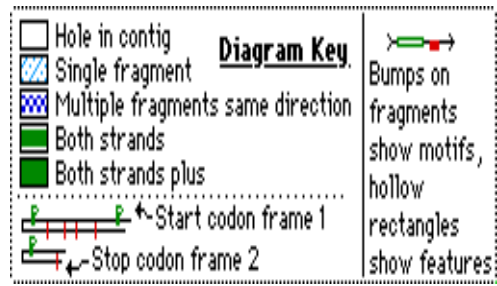 Hole in contig
Diagram Key
Single fragment
Multiple fragments same direction
Both strands
Both strands plus
Start codon frame 1
Stop codon frame 2
Bumps on
fragments
show motifs,
hollow
rectangles
show features